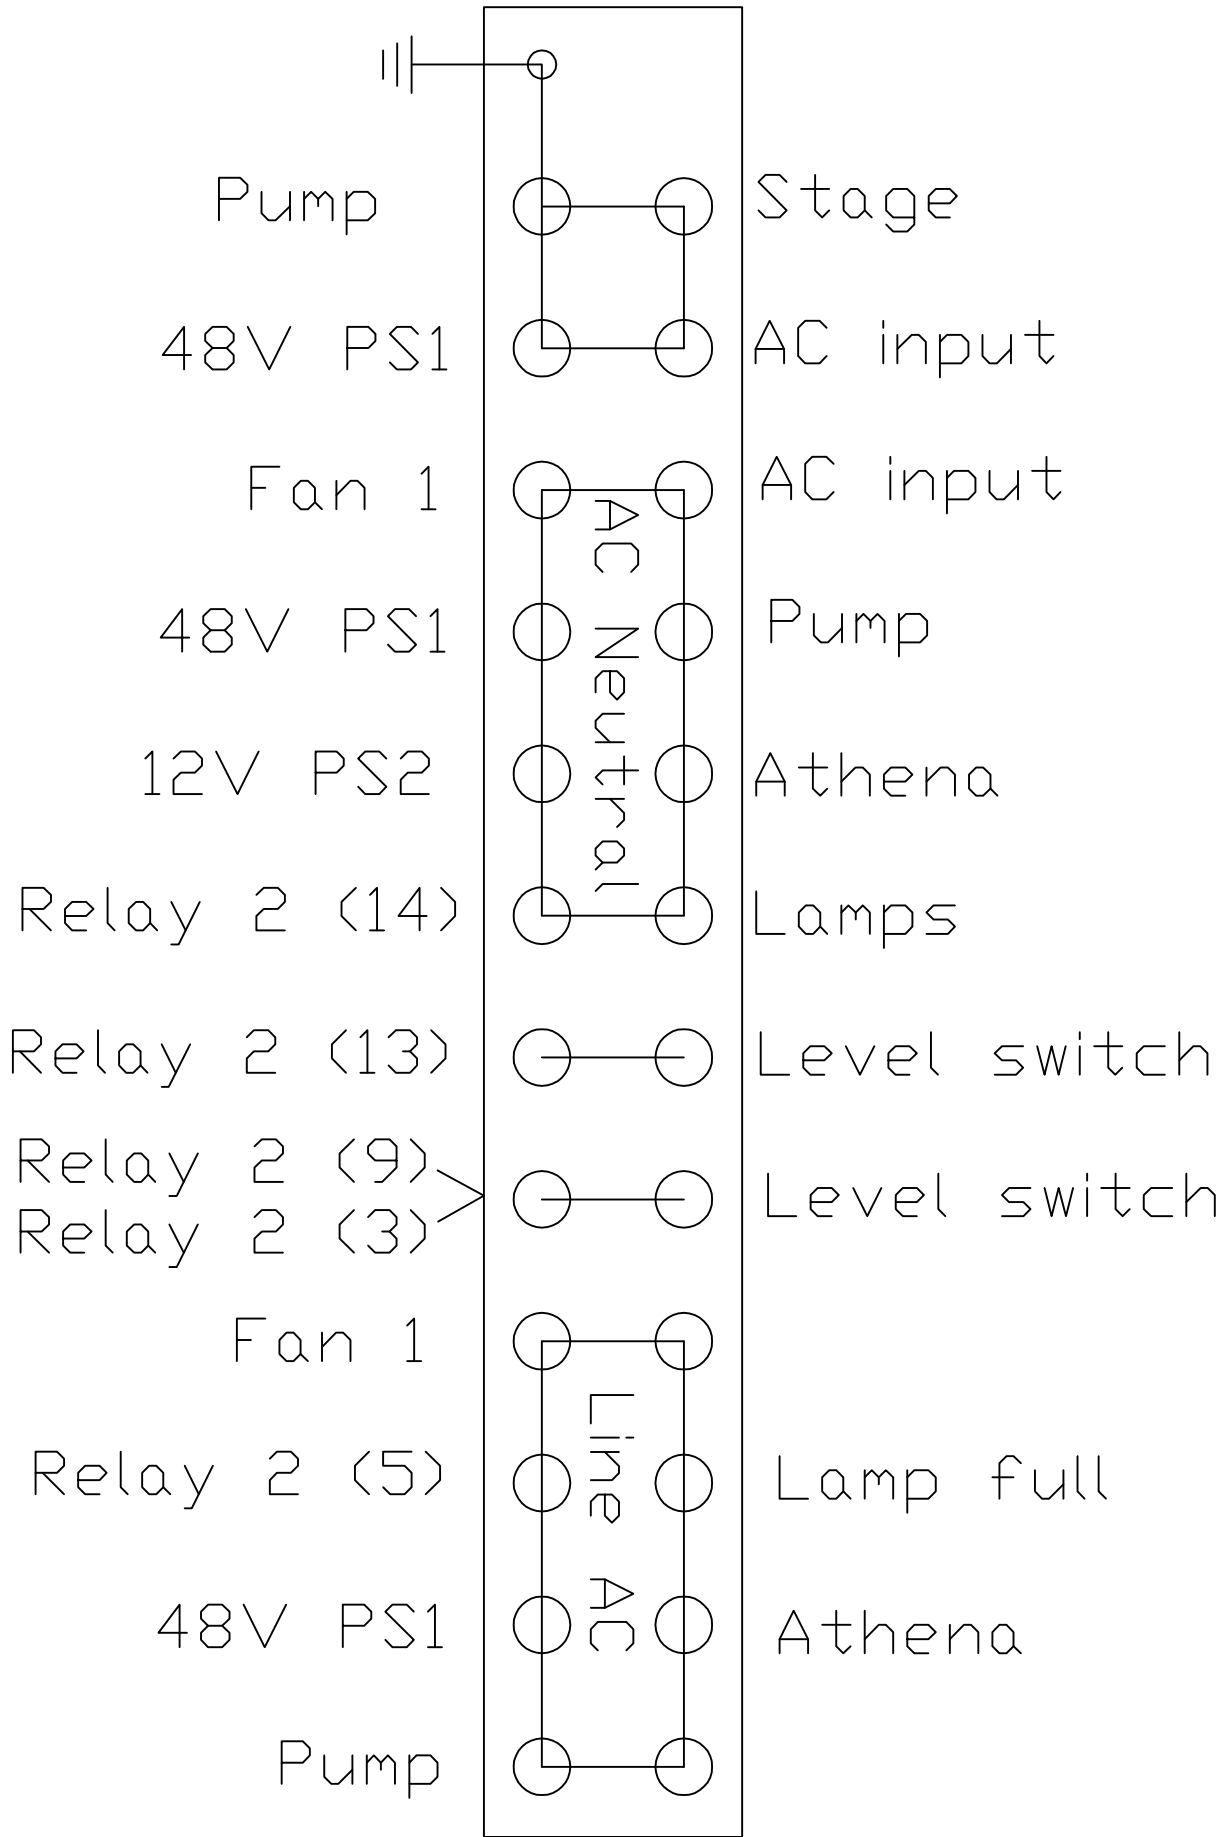 Pump
Stage
48V PS1
AC input
Fan 1
AC input
AC Neutral
48V PS1
Pump
12V PS2
Athena
Relay 2 (14)
Lamps
Relay 2 (13)
Level switch
Relay 2 (9)
Relay 2 (3)
Level switch
Fan 1
Line AC
Relay 2 (5)
Lamp full
48V PS1
Athena
Pump